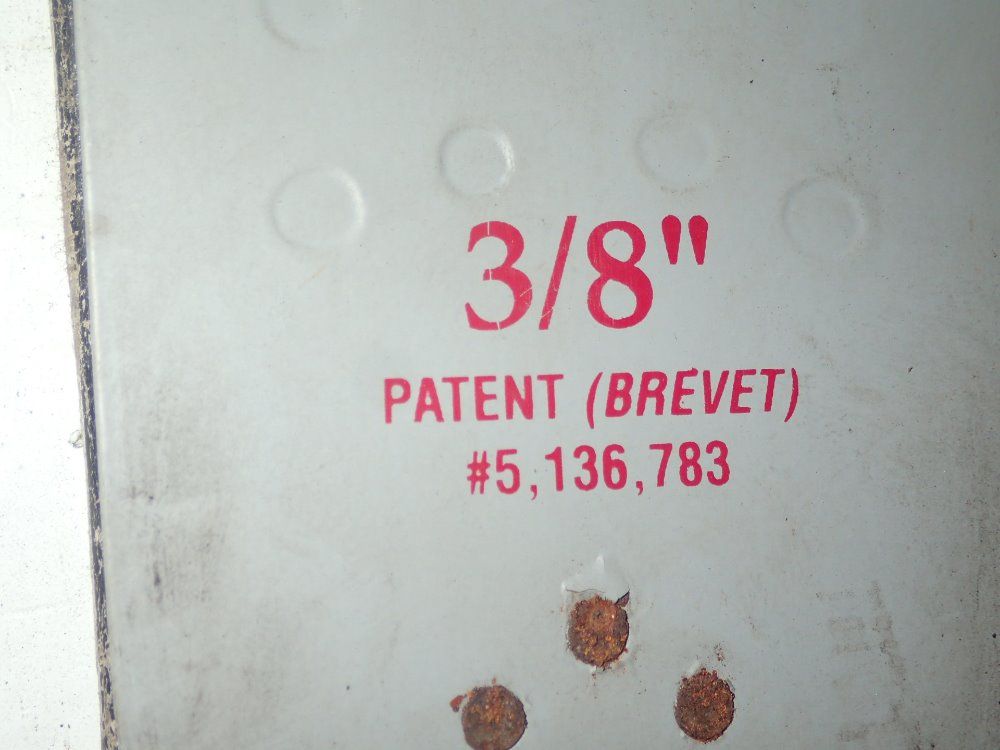 3/8"
PATENT (BREVET)
#5,136,783